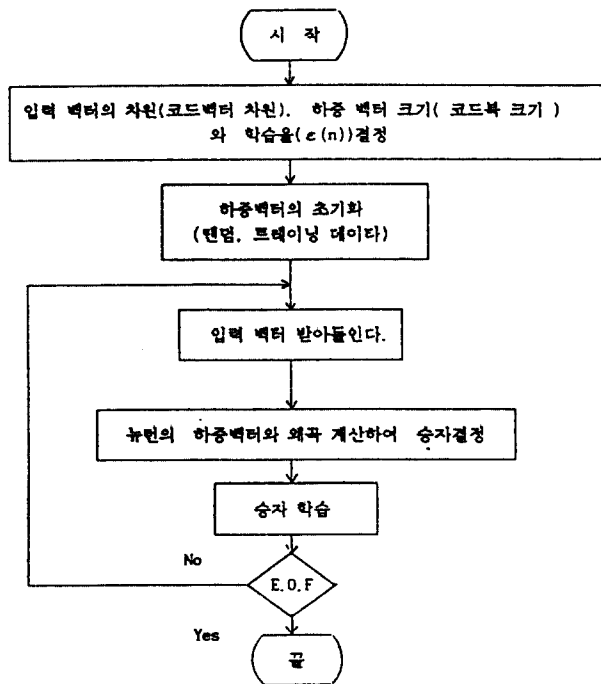 시 작
입력 벡터의 차원(코드벡터 차원). 하중 벡터 크기( 코드북 크기 )
와 학습율(ε(n))결정
하중벡터의 초기화
(랜덤, 트레이닝 데이타)
입력 벡터 받아들인다.
뉴런의 하중벡터와 왜곡 계산하여 승자결정
승자 학습
No
E.O.F
Yes
끝